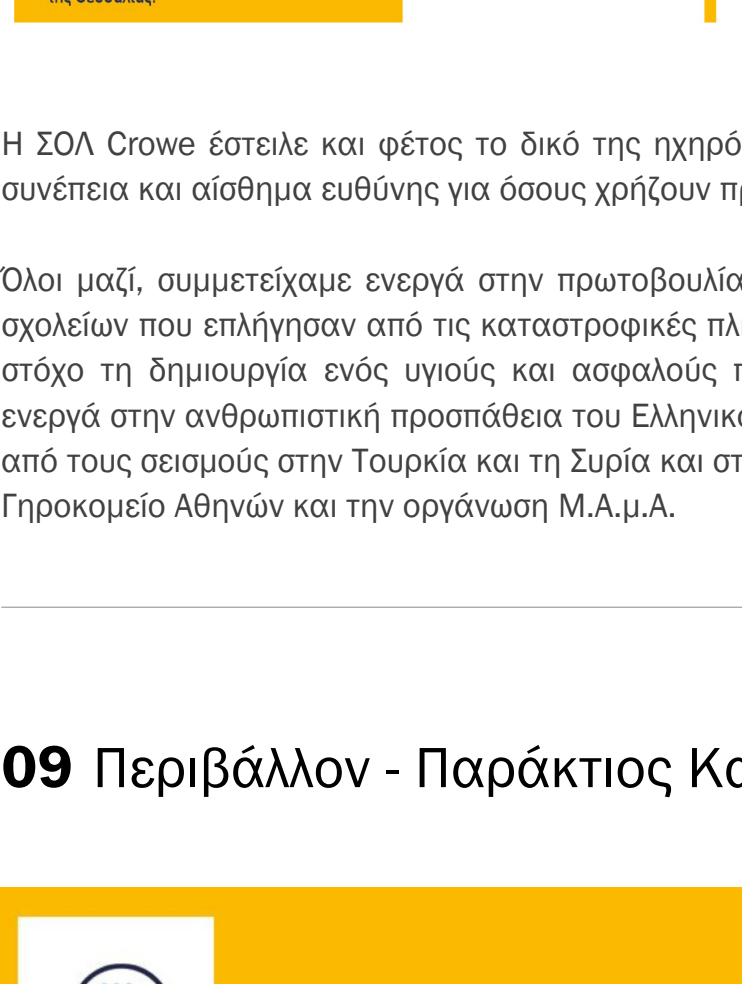 της Θεσσαλίας.
Η ΣΟΛ Crowe έστειλε και φέτος το δικό της ηχηρό
συνέπεια και αίσθημα ευθύνης για όσους χρήζουν
Όλοι μαζί, συμμετείχαμε ενεργά στην πρωτοβουλία
σχολείων που επλήγησαν από τις καταστροφικές
στόχο τη δημιουργία ενός υγιούς και ασφαλούς
ενεργά στην ανθρωπιστική προσπάθεια του
από τους σεισμούς στην Τουρκία και τη Συρία και
Γηροκομείο Αθηνών και την οργάνωση Μ.Α.μ.Α.
09 Περιβάλλον - Παράκτιος